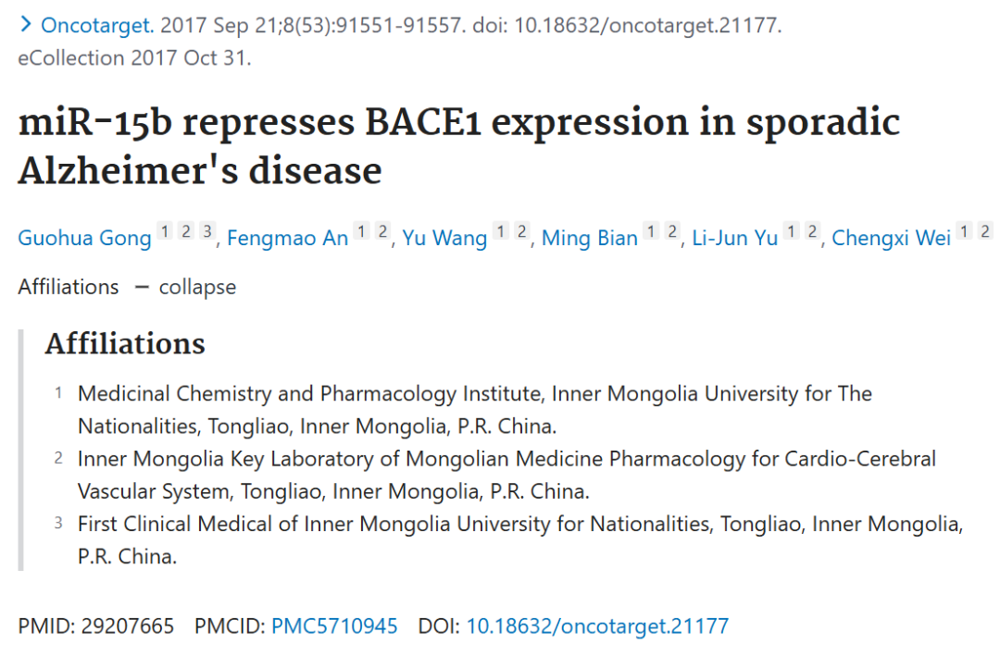 Oncotarget. 2017 Sep 21;8(53):91551-91557. doi: 10.18632/oncotarget.21177.
eCollection 2017 Oct 31.
miR-15b represses BACE1 expression in sporadic
Alzheimer's disease
Guohua Gong 1 2 3, Fengmao An 1 2, Yu Wang 1 2, Ming Bian 1 2, Li-Jun Yu 1 2, Chengxi Wei 1 2
Affiliations − collapse
Affiliations
1 Medicinal Chemistry and Pharmacology Institute, Inner Mongolia University for The
Nationalities, Tongliao, Inner Mongolia, P.R. China.
2 Inner Mongolia Key Laboratory of Mongolian Medicine Pharmacology for Cardio-Cerebral
Vascular System, Tongliao, Inner Mongolia, P.R. China.
3 First Clinical Medical of Inner Mongolia University for Nationalities, Tongliao, Inner Mongolia,
P.R. China.
PMID: 29207665 PMCID: PMC5710945 DOI: 10.18632/oncotarget.21177